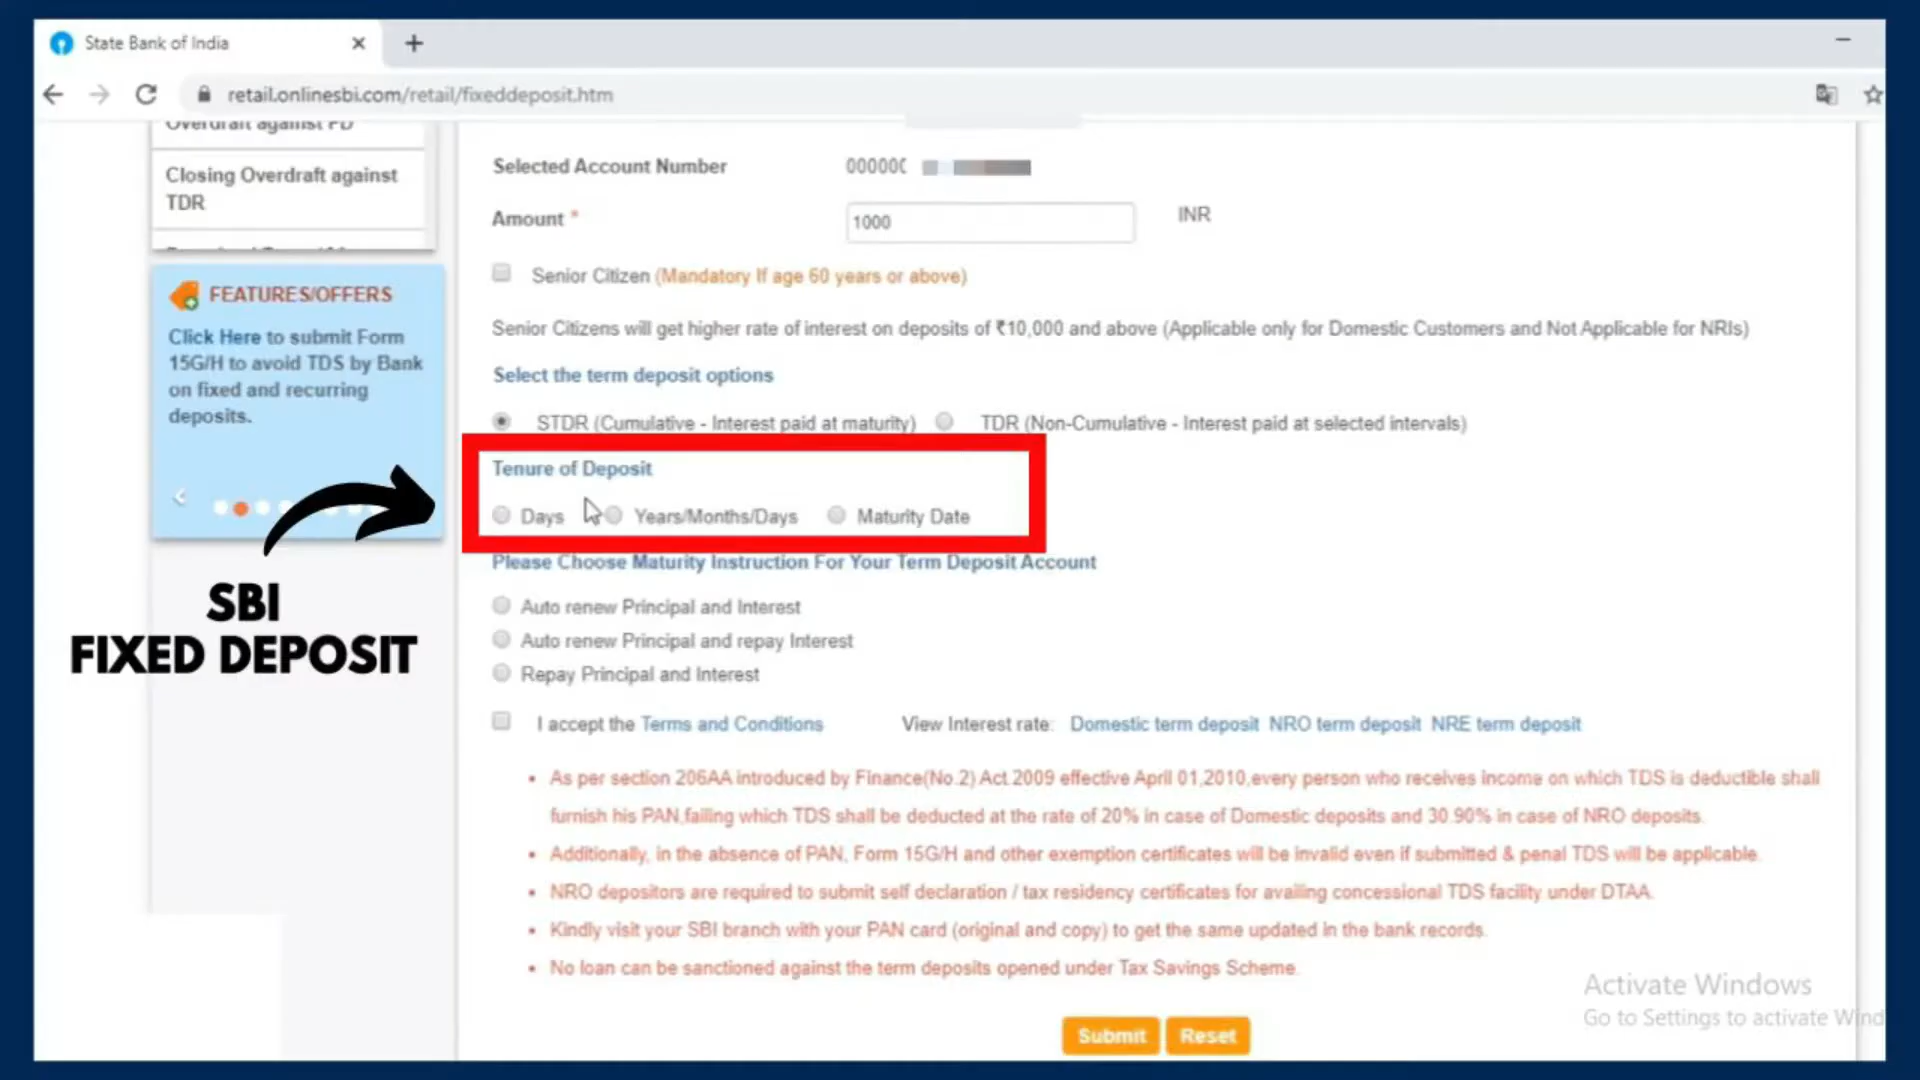 State Bank of India
retail.onlinesbi.com/retail/fixeddeposit.htm
Overdraft against FD
Closing Overdraft against
TDR
FEATURES/OFFERS
Click Here to submit Form
15G/H to avoid TDS by Bank
on fixed and recurring
deposits.
SBI
FIXED DEPOSIT
Selected Account Number 000000
Amount * 1000 INR
Senior Citizen (Mandatory If age 60 years or above)
Senior Citizens will get higher rate of interest on deposits of ₹10,000 and above (Applicable only for Domestic Customers and Not Applicable for NRIs)
Select the term deposit options
STDR (Cumulative - Interest paid at maturity) TDR (Non-Cumulative - Interest paid at selected intervals)
Tenure of Deposit
Days Years/Months/Days Maturity Date
Please Choose Maturity Instruction For Your Term Deposit Account
Auto renew Principal and Interest
Auto renew Principal and repay Interest
Repay Principal and Interest
I accept the Terms and Conditions View Interest rate: Domestic term deposit NRO term deposit NRE term deposit
• As per section 206AA introduced by Finance(No.2) Act.2009 effective April 01,2010,every person who receives income on which TDS is deductible shall
furnish his PAN,failing which TDS shall be deducted at the rate of 20% in case of Domestic deposits and 30.90% in case of NRO deposits.
• Additionally, in the absence of PAN, Form 15G/H and other exemption certificates will be invalid even if submitted & penal TDS will be applicable.
• NRO depositors are required to submit self declaration / tax residency certificates for availing concessional TDS facility under DTAA.
• Kindly visit your SBI branch with your PAN card (original and copy) to get the same updated in the bank records.
• No loan can be sanctioned against the term deposits opened under Tax Savings Scheme.
Submit Reset
Activate Windows
Go to Settings to activate Wind